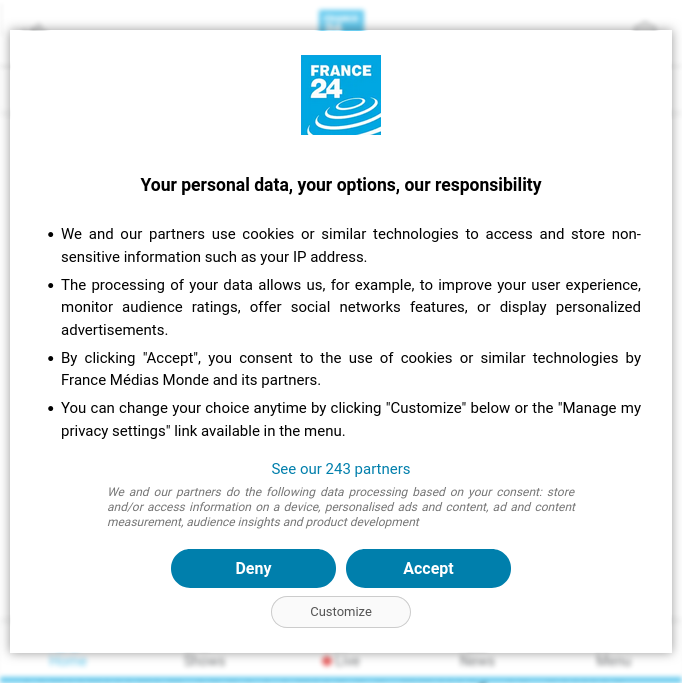 FRANCE
24
Your personal data, your options, our responsibility
• We and our partners use cookies or similar technologies to access and store non-
sensitive information such as your IP address.
• The processing of your data allows us, for example, to improve your user experience,
monitor audience ratings, offer social networks features, or display personalized
advertisements.
• By clicking "Accept", you consent to the use of cookies or similar technologies by
France Médias Monde and its partners.
• You can change your choice anytime by clicking "Customize" below or the "Manage my
privacy settings" link available in the menu.
See our 243 partners
We and our partners do the following data processing based on your consent: store
and/or access information on a device, personalised ads and content, ad and content
measurement, audience insights and product development
Deny Accept
Customize
Home Shows Live News Menu